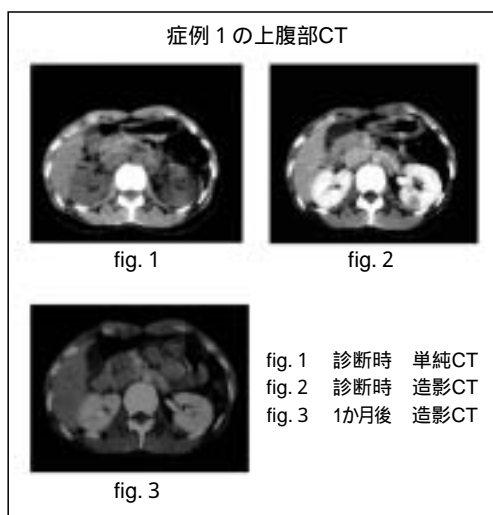 症例 1 の上腹部CT
fig. 1
fig. 2
fig. 1 診断時 単純CT
fig. 2 診断時 造影CT
fig. 3 1か月後 造影CT
fig. 3